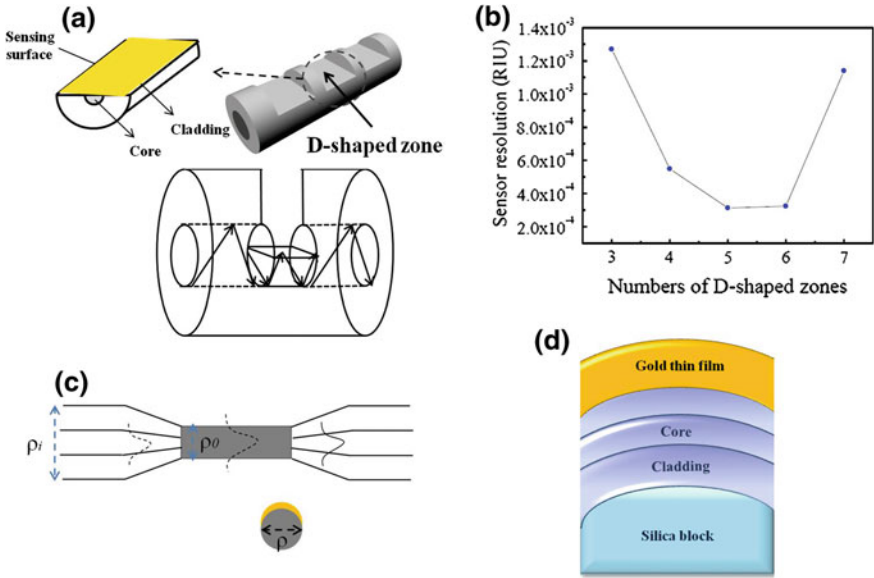 (a)
Sensing
surface
Cladding
Core
D-shaped zone
(b)
Sensor resolution (RIU)
1.4x10⁻³
1.2x10⁻³
1.0x10⁻³
8.0x10⁻⁴
6.0x10⁻⁴
4.0x10⁻⁴
2.0x10⁻⁴
3 4 5 6 7
Numbers of D-shaped zones
(c)
ρi
ρ0
ρ
(d)
Gold thin film
Core
Cladding
Silica block